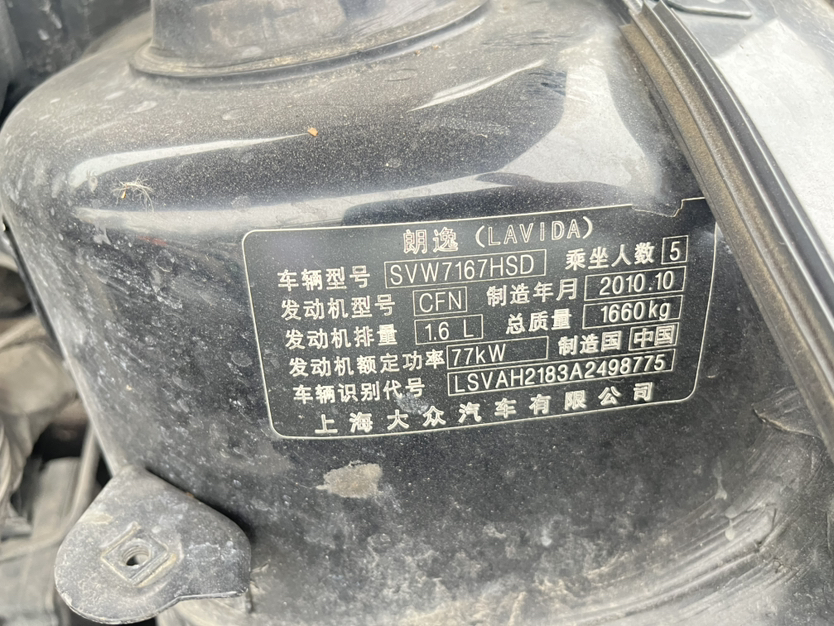 朗逸(LAVIDA)
车辆型号 SVW7167HSD 乘坐人数 5
发动机型号 CFN 制造年月 2010.10
发动机排量 1.6 L 总质量 1660kg
发动机额定功率 77kW 制造国 中国
车辆识别代号 LSVAH2183A2498775
上海大众汽车有限公司